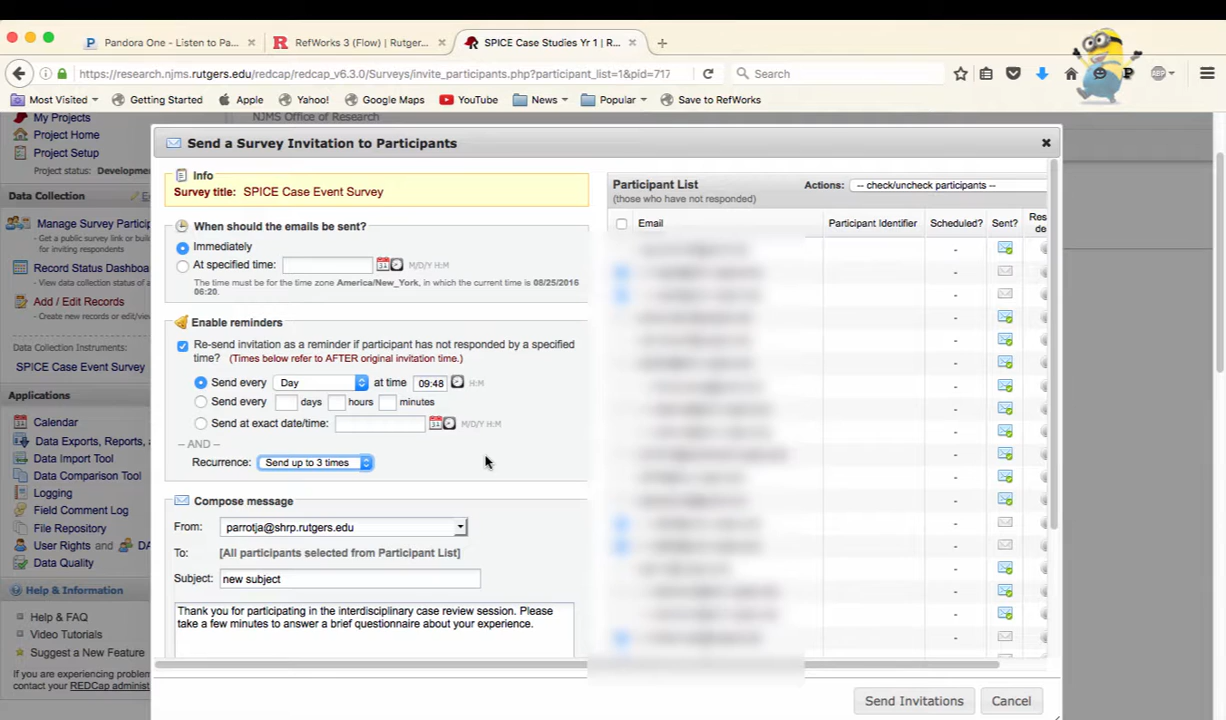 Pandora One - Listen to Pa...
RefWorks 3 (Flow) | Rutger...
SPICE Case Studies Yr 1 | R...
https://research.njms.rutgers.edu/redcap/redcap_v6.3.0/Surveys/invite_participants.php?participant_list=1&pid=717
Search
ABP
Most Visited
Getting Started
Apple
Yahoo!
Google Maps
YouTube
News
Popular
Save to RefWorks
My Projects
Project Home
Project Setup
Project status: Developme
Data Collection
Manage Survey Particip
- Get a public survey link or build
for inviting respondents
Record Status Dashboa
- View data collection status of a
Add / Edit Records
- Create new records or edit/view
Data Collection Instruments:
SPICE Case Event Survey
Applications
Calendar
Data Exports, Reports,
Data Import Tool
Data Comparison Tool
Logging
Field Comment Log
File Repository
User Rights and DA
Data Quality
Help & Information
Help & FAQ
Video Tutorials
Suggest a New Feature
If you are experiencing problem
contact your REDCap administ
NJMS Office of Research
Send a Survey Invitation to Participants
Info
Survey title: SPICE Case Event Survey
When should the emails be sent?
Immediately
At specified time: M/D/Y H:M
The time must be for the time zone America/New_York, in which the current time is 08/25/2016
06:20.
Enable reminders
Re-send invitation as a reminder if participant has not responded by a specified
time? (Times below refer to AFTER original invitation time.)
Send every Day at time 09:48 H:M
Send every days hours minutes
Send at exact date/time: M/D/Y H:M
-- AND --
Recurrence: Send up to 3 times
Compose message
From: parrotja@shrp.rutgers.edu
To: [All participants selected from Participant List]
Subject: new subject
Thank you for participating in the interdisciplinary case review session. Please
take a few minutes to answer a brief questionnaire about your experience.
Participant List
(those who have not responded)
Actions: -- check/uncheck participants --
Email
Participant Identifier
Scheduled?
Sent?
Res
de
Send Invitations
Cancel